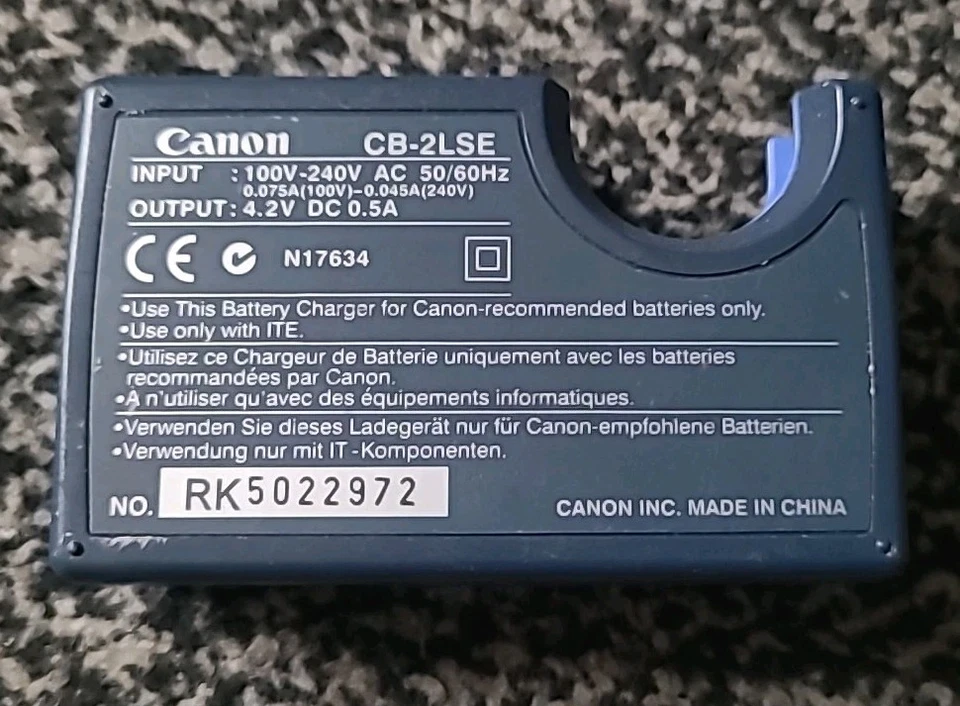 Canon CB-2LSE
INPUT : 100V-240V AC 50/60Hz
0.075A(100V)-0.045A(240V)
OUTPUT: 4.2V DC 0.5A
CE N17634
•Use This Battery Charger for Canon-recommended batteries only.
•Use only with ITE.
•Utilisez ce Chargeur de Batterie uniquement avec les batteries
recommandées par Canon.
•À n'utiliser qu'avec des équipements informatiques.
•Verwenden Sie dieses Ladegerät nur für Canon-empfohlene Batterien.
•Verwendung nur mit IT-Komponenten.
NO. RK5022972 CANON INC. MADE IN CHINA